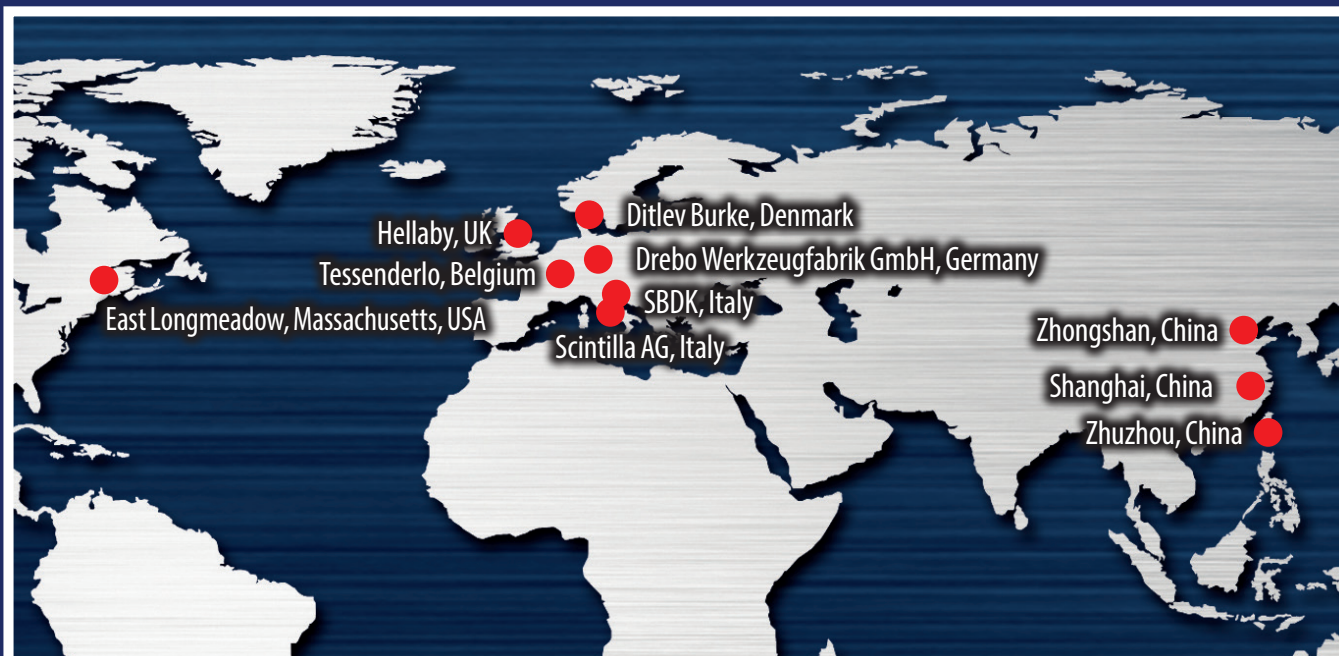 Ditlev Burke, Denmark
Hellaby, UK
Drebo Werkzeugfabrik GmbH, Germany
Tessenderlo, Belgium
SBDK, Italy
East Longmeadow, Massachusetts, USA
Scintilla AG, Italy
Zhongshan, China
Shanghai, China
Zhuzhou, China